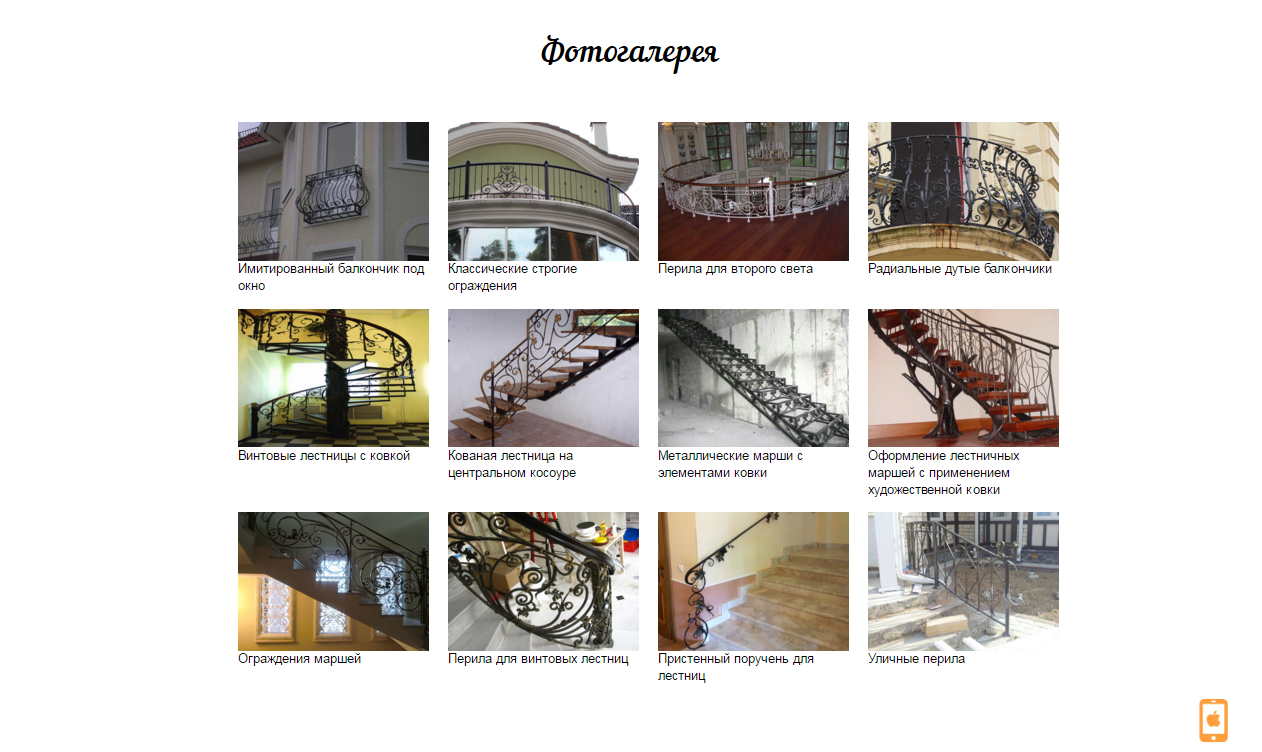 Фотогалерея
Имитированный балкончик под
окно
Классические строгие
ограждения
Перила для второго света
Радиальные дутые балкончики
Винтовые лестницы с ковкой
Кованая лестница на
центральном косоуре
Металлические марши с
элементами ковки
Оформление лестничных
маршей с применением
художественной ковки
Ограждения маршей
Перила для винтовых лестниц
Пристенный поручень для
лестниц
Уличные перила